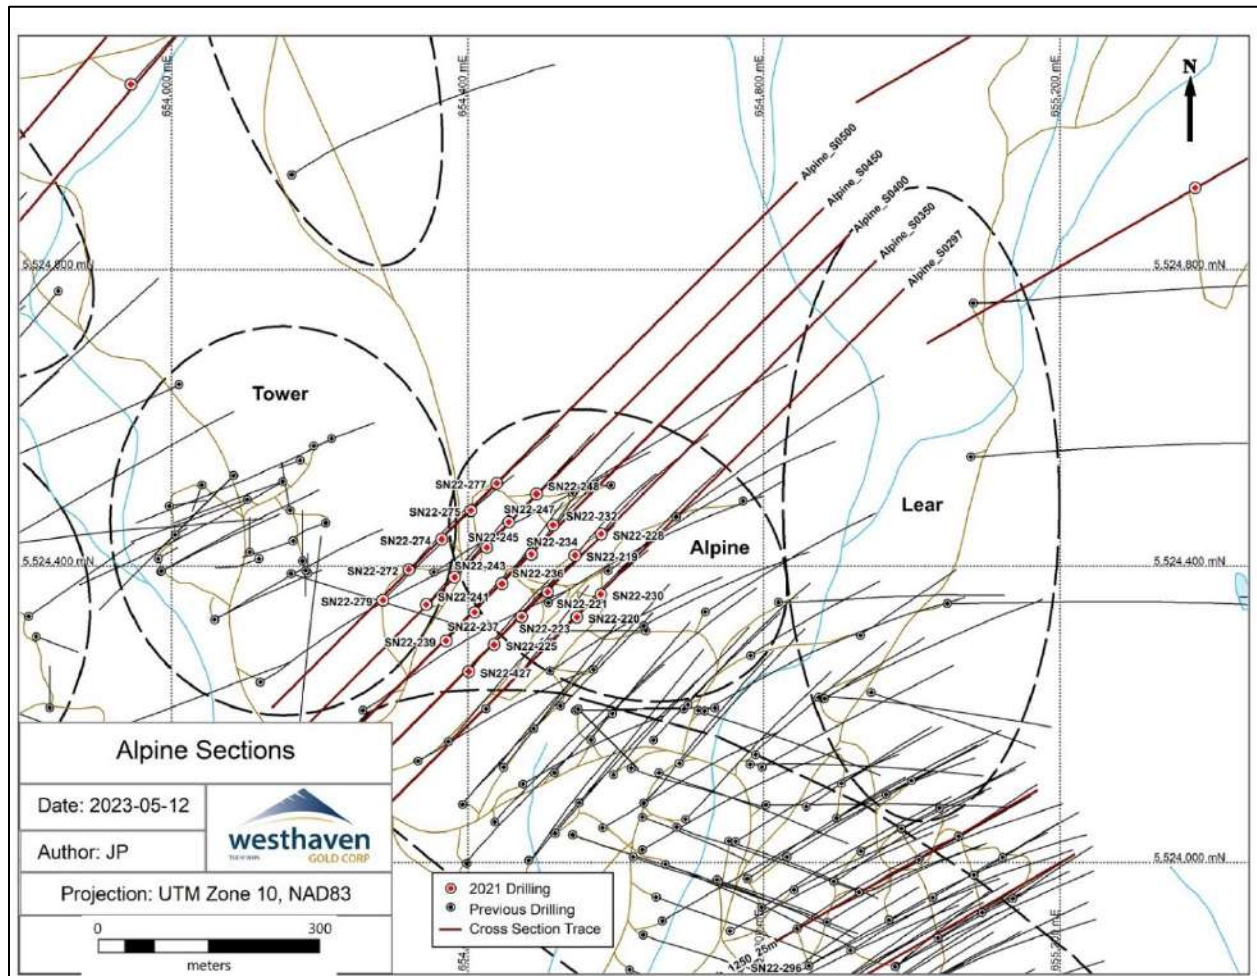 654,000 mE
654,400 mE
654,800 mE
655,200 mE
N
Alpine_S0500
Alpine_S0450
Alpine_S0400
Alpine_S0350
Alpine_S0297
5,524,800 mN
5,524,800 mN
Tower
Lear
Alpine
SN22-277
SN22-248
SN22-275
SN22-247
SN22-232
SN22-274
SN22-245
SN22-234
SN22-228
SN22-219
5,524,400 mN
5,524,400 mN
SN22-272
SN22-243
SN22-236
SN22-279
SN22-241
SN22-221
SN22-230
SN22-239
SN22-237
SN22-223
SN22-220
SN22-225
SN22-427
Alpine Sections
Date: 2023-05-12
Author: JP
westhaven
GOLD CORP
Projection: UTM Zone 10, NAD83
0 300
meters
2021 Drilling
Previous Drilling
Cross Section Trace
5,524,000 mN
1250_25m
SN22-296